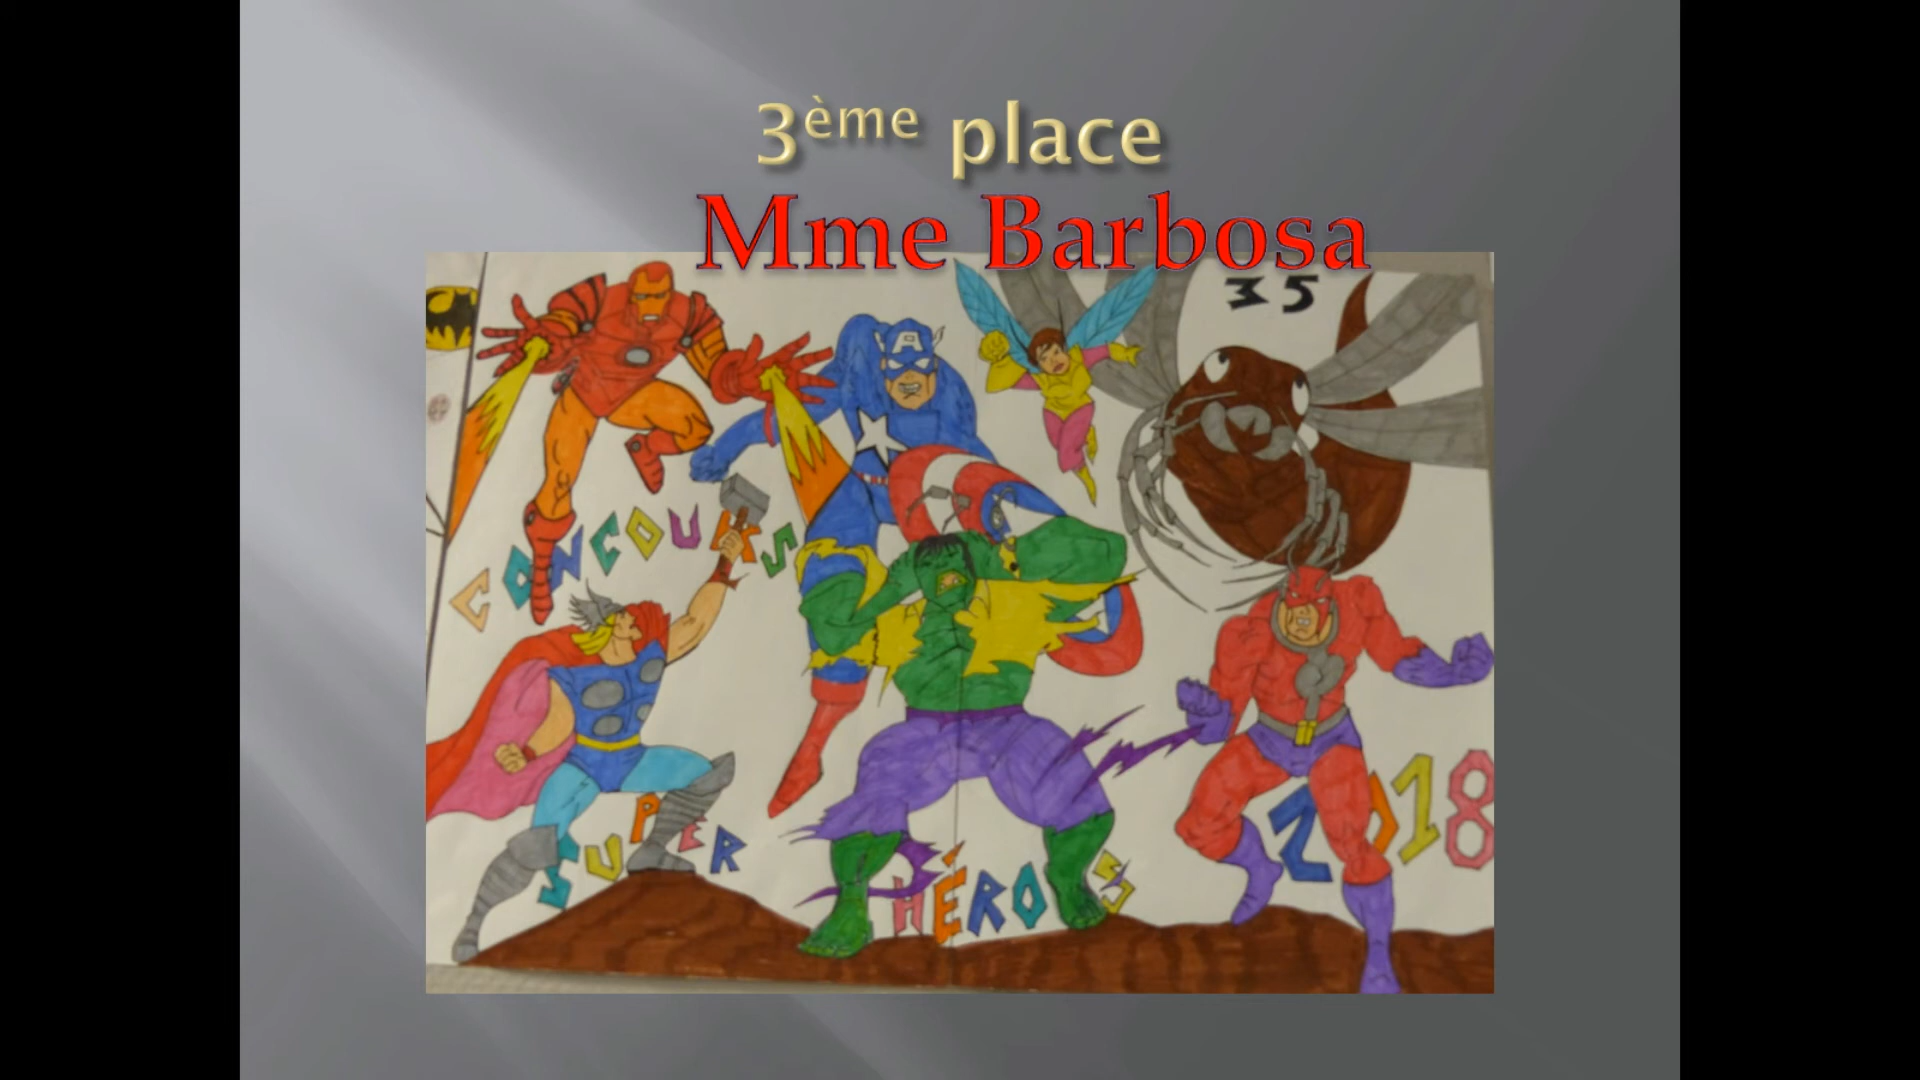 3ème place
Mme Barbosa
35
CONCOURS
SUPER
HÉROS
2018